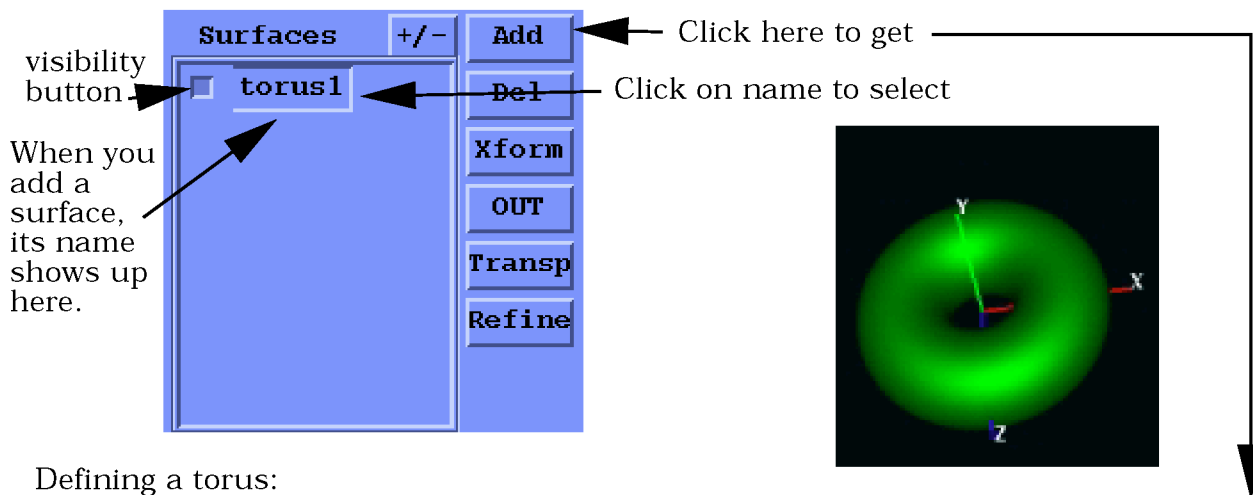 Surfaces
+/-
Add
Click here to get
visibility
button
torus1
Del
Click on name to select
When you
add a
surface,
its name
shows up
here.
Xform
OUT
Transp
Refine
Y
X
Z
Defining a torus: